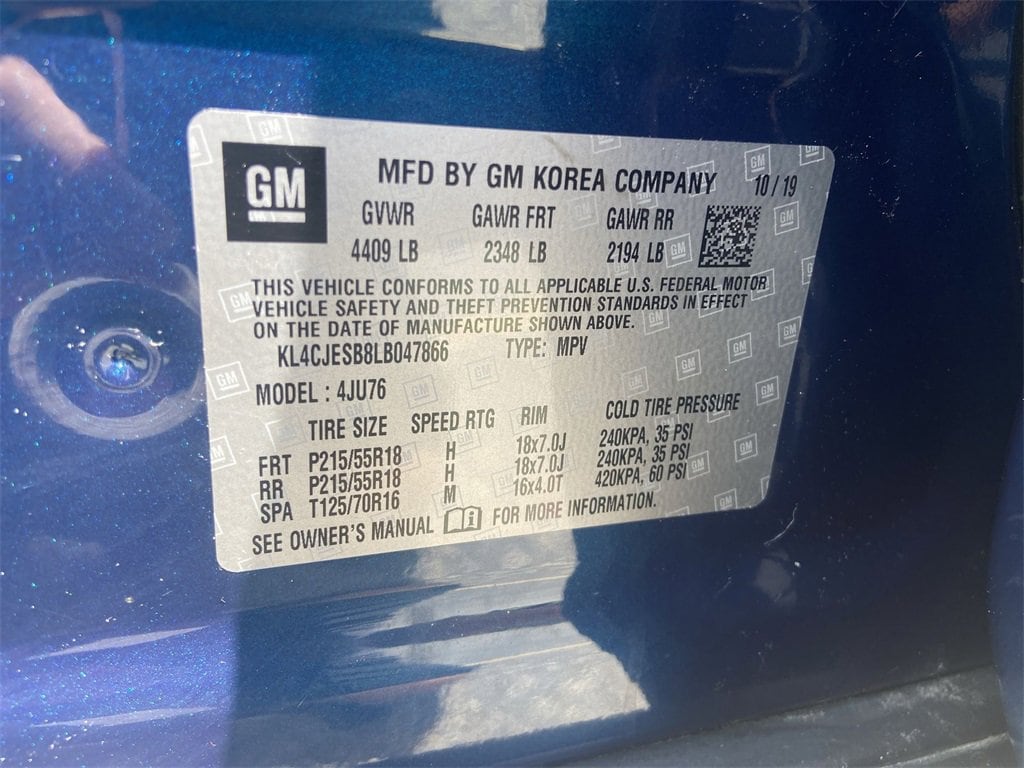 GM
MFD BY GM KOREA COMPANY 10 / 19
GVWR GAWR FRT GAWR RR
4409 LB 2348 LB 2194 LB
THIS VEHICLE CONFORMS TO ALL APPLICABLE U.S. FEDERAL MOTOR
VEHICLE SAFETY AND THEFT PREVENTION STANDARDS IN EFFECT
ON THE DATE OF MANUFACTURE SHOWN ABOVE.
KL4CJESB8LB047866 TYPE: MPV
MODEL : 4JU76
TIRE SIZE SPEED RTG RIM COLD TIRE PRESSURE
FRT P215/55R18 H 18x7.0J 240KPA, 35 PSI
RR P215/55R18 H 18x7.0J 240KPA, 35 PSI
SPA T125/70R16 M 16x4.0T 420KPA, 60 PSI
SEE OWNER'S MANUAL FOR MORE INFORMATION.